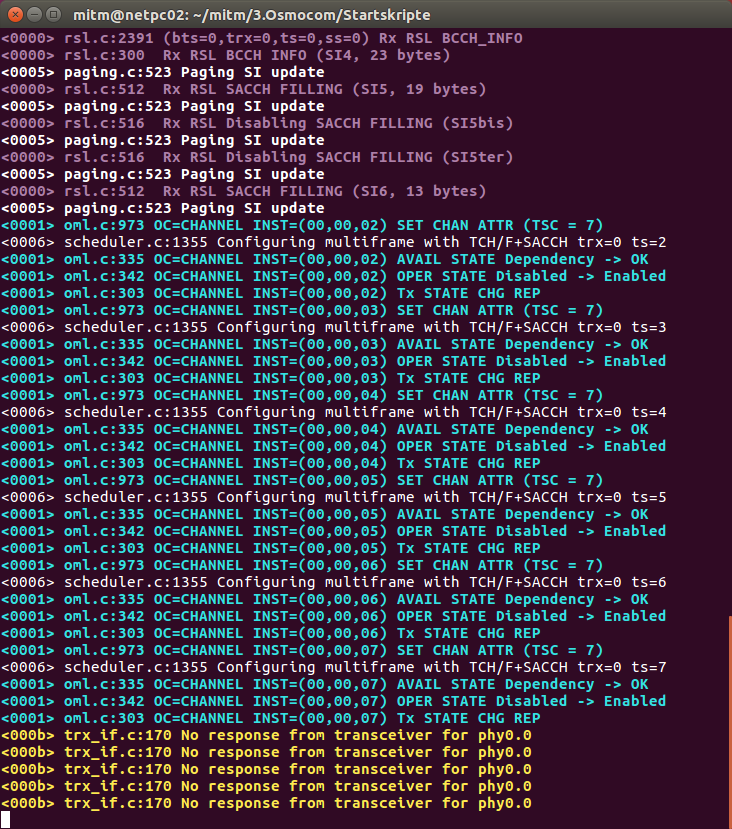 mitm@netpc02: ~/mitm/3.Osmocom/Startskripte
<0000> rsl.c:2391 (bts=0,trx=0,ts=0,ss=0) Rx RSL BCCH_INFO
<0000> rsl.c:300  Rx RSL BCCH INFO (SI4, 23 bytes)
<0005> paging.c:523 Paging SI update
<0000> rsl.c:512  Rx RSL SACCH FILLING (SI5, 19 bytes)
<0005> paging.c:523 Paging SI update
<0000> rsl.c:516  Rx RSL Disabling SACCH FILLING (SI5bis)
<0005> paging.c:523 Paging SI update
<0000> rsl.c:516  Rx RSL Disabling SACCH FILLING (SI5ter)
<0005> paging.c:523 Paging SI update
<0000> rsl.c:512  Rx RSL SACCH FILLING (SI6, 13 bytes)
<0005> paging.c:523 Paging SI update
<0001> oml.c:973 OC=CHANNEL INST=(00,00,02) SET CHAN ATTR (TSC = 7)
<0006> scheduler.c:1355 Configuring multiframe with TCH/F+SACCH trx=0 ts=2
<0001> oml.c:335 OC=CHANNEL INST=(00,00,02) AVAIL STATE Dependency -> OK
<0001> oml.c:342 OC=CHANNEL INST=(00,00,02) OPER STATE Disabled -> Enabled
<0001> oml.c:303 OC=CHANNEL INST=(00,00,02) Tx STATE CHG REP
<0001> oml.c:973 OC=CHANNEL INST=(00,00,03) SET CHAN ATTR (TSC = 7)
<0006> scheduler.c:1355 Configuring multiframe with TCH/F+SACCH trx=0 ts=3
<0001> oml.c:335 OC=CHANNEL INST=(00,00,03) AVAIL STATE Dependency -> OK
<0001> oml.c:342 OC=CHANNEL INST=(00,00,03) OPER STATE Disabled -> Enabled
<0001> oml.c:303 OC=CHANNEL INST=(00,00,03) Tx STATE CHG REP
<0001> oml.c:973 OC=CHANNEL INST=(00,00,04) SET CHAN ATTR (TSC = 7)
<0006> scheduler.c:1355 Configuring multiframe with TCH/F+SACCH trx=0 ts=4
<0001> oml.c:335 OC=CHANNEL INST=(00,00,04) AVAIL STATE Dependency -> OK
<0001> oml.c:342 OC=CHANNEL INST=(00,00,04) OPER STATE Disabled -> Enabled
<0001> oml.c:303 OC=CHANNEL INST=(00,00,04) Tx STATE CHG REP
<0001> oml.c:973 OC=CHANNEL INST=(00,00,05) SET CHAN ATTR (TSC = 7)
<0006> scheduler.c:1355 Configuring multiframe with TCH/F+SACCH trx=0 ts=5
<0001> oml.c:335 OC=CHANNEL INST=(00,00,05) AVAIL STATE Dependency -> OK
<0001> oml.c:342 OC=CHANNEL INST=(00,00,05) OPER STATE Disabled -> Enabled
<0001> oml.c:303 OC=CHANNEL INST=(00,00,05) Tx STATE CHG REP
<0001> oml.c:973 OC=CHANNEL INST=(00,00,06) SET CHAN ATTR (TSC = 7)
<0006> scheduler.c:1355 Configuring multiframe with TCH/F+SACCH trx=0 ts=6
<0001> oml.c:335 OC=CHANNEL INST=(00,00,06) AVAIL STATE Dependency -> OK
<0001> oml.c:342 OC=CHANNEL INST=(00,00,06) OPER STATE Disabled -> Enabled
<0001> oml.c:303 OC=CHANNEL INST=(00,00,06) Tx STATE CHG REP
<0001> oml.c:973 OC=CHANNEL INST=(00,00,07) SET CHAN ATTR (TSC = 7)
<0006> scheduler.c:1355 Configuring multiframe with TCH/F+SACCH trx=0 ts=7
<0001> oml.c:335 OC=CHANNEL INST=(00,00,07) AVAIL STATE Dependency -> OK
<0001> oml.c:342 OC=CHANNEL INST=(00,00,07) OPER STATE Disabled -> Enabled
<0001> oml.c:303 OC=CHANNEL INST=(00,00,07) Tx STATE CHG REP
<000b> trx_if.c:170 No response from transceiver for phy0.0
<000b> trx_if.c:170 No response from transceiver for phy0.0
<000b> trx_if.c:170 No response from transceiver for phy0.0
<000b> trx_if.c:170 No response from transceiver for phy0.0
<000b> trx_if.c:170 No response from transceiver for phy0.0